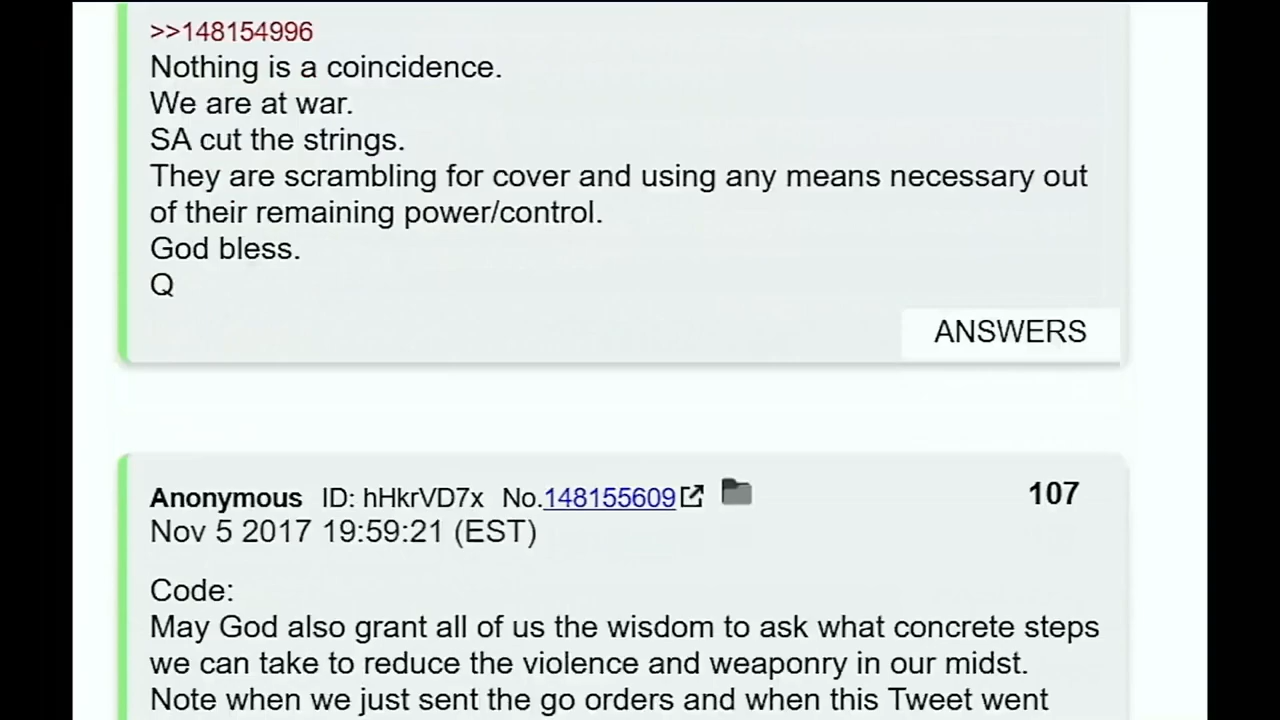 >>148154996
Nothing is a coincidence.
We are at war.
SA cut the strings.
They are scrambling for cover and using any means necessary out
of their remaining power/control.
God bless.
Q
ANSWERS
Anonymous ID: hHkrVD7x No.148155609 107
Nov 5 2017 19:59:21 (EST)
Code:
May God also grant all of us the wisdom to ask what concrete steps
we can take to reduce the violence and weaponry in our midst.
Note when we just sent the go orders and when this Tweet went